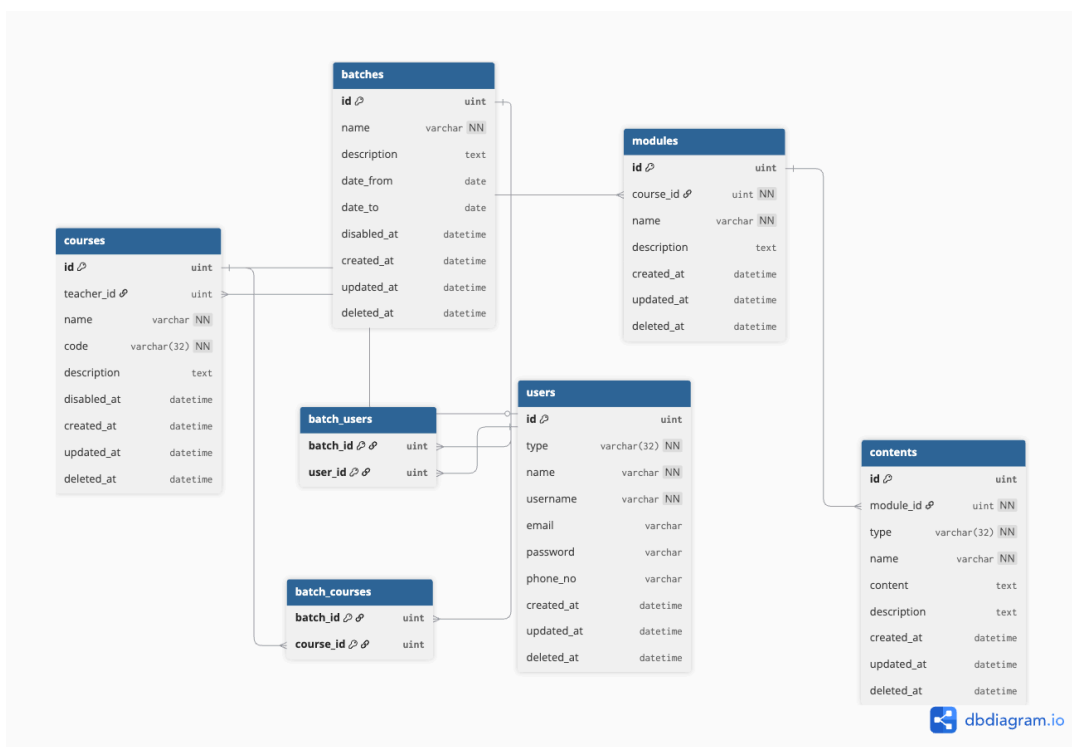 batches
id uint
name varchar NN
description text
date_from date
date_to date
disabled_at datetime
created_at datetime
updated_at datetime
deleted_at datetime
modules
id uint
course_id uint NN
name varchar NN
description text
created_at datetime
updated_at datetime
deleted_at datetime
courses
id uint
teacher_id uint
name varchar NN
code varchar(32) NN
description text
disabled_at datetime
created_at datetime
updated_at datetime
deleted_at datetime
users
id uint
type varchar(32) NN
name varchar NN
username varchar NN
email varchar
password varchar
phone_no varchar
created_at datetime
updated_at datetime
deleted_at datetime
batch_users
batch_id uint
user_id uint
contents
id uint
module_id uint NN
type varchar(32) NN
name varchar NN
content text
description text
created_at datetime
updated_at datetime
deleted_at datetime
batch_courses
batch_id uint
course_id uint
dbdiagram.io